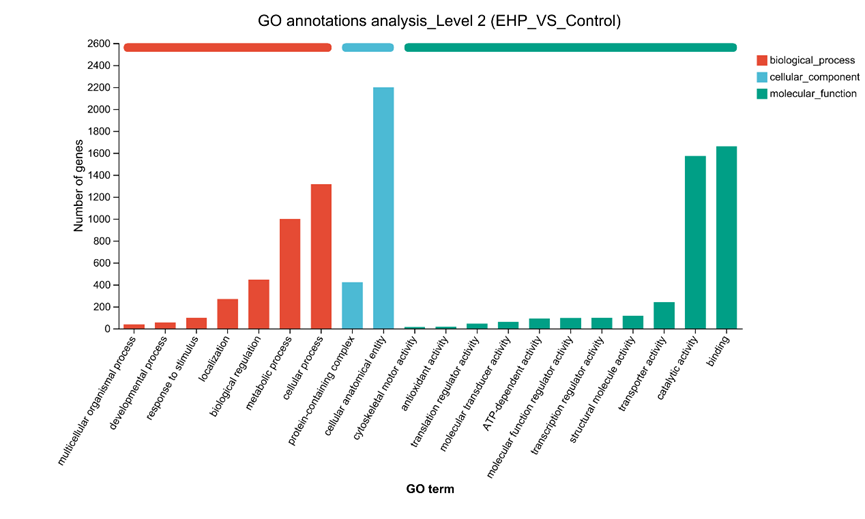 GO annotations analysis_Level 2 (EHP_VS_Control)
biological_process
cellular_component
molecular_function
Number of genes
2600
2400
2200
2000
1800
1600
1400
1200
1000
800
600
400
200
0
multicellular organismal process
developmental process
response to stimulus
localization
biological regulation
metabolic process
cellular process
protein-containing complex
cellular anatomical entity
cytoskeletal motor activity
antioxidant activity
translation regulator activity
molecular transducer activity
ATP-dependent activity
molecular function regulator activity
transcription regulator activity
structural molecule activity
transporter activity
catalytic activity
binding
GO term